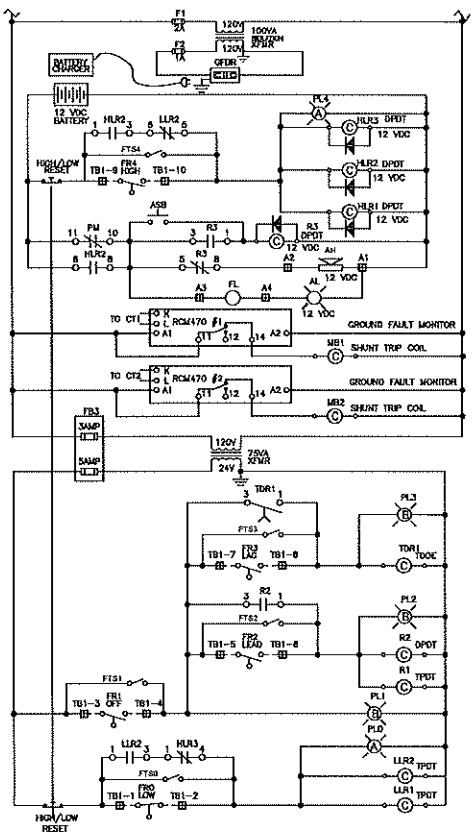 F1
2A
120V
100VA
ISOLATION
XFMR
F2
1A
120V
BATTERY
CHARGER
GFDR
12 VDC
BATTERY
PL4
A
HLR3 DPDT
C
12 VDC
1 HLR2 3 6 LLR2 5
FTS4
HLR2 DPDT
C
12 VDC
HIGH/LOW
RESET
TB1-9 FR4 TB1-10
HIGH
HLR1 DPDT
C
12 VDC
ASB
PM
11 10
3 R3 1
C
R3
DPDT
12 VDC
HLR2
8 6
5 R3 8
A2 AH A1
12 VDC
A3 FL A4 AL
12 VDC
TO CT1
K
L
A1
RCM470 #1
11 12 14
A2
GROUND FAULT MONITOR
MB1
C
SHUNT TRIP COIL
TO CT2
K
L
A1
RCM470 #2
11 12 14
A2
GROUND FAULT MONITOR
MB2
C
SHUNT TRIP COIL
FB3
3AMP
5AMP
120V
75VA
XFMR
24V
TDR1
3 1
PL3
B
FTS3
TB1-7 FR3 TB1-8
LAG
TDR1
C
TDOE
3 R2 1
PL2
B
FTS2
TB1-5 FR2 TB1-6
LEAD
R2
C
DPDT
R1
C
TPDT
FTS1
TB1-3 FR1 TB1-4
OFF
PL1
B
PL0
A
1 LLR2 3 1 HLR3 4
FTS0
LLR2
C
TPDT
TB1-1 FR0 TB1-2
LOW
LLR1
C
TPDT
HIGH/LOW
RESET